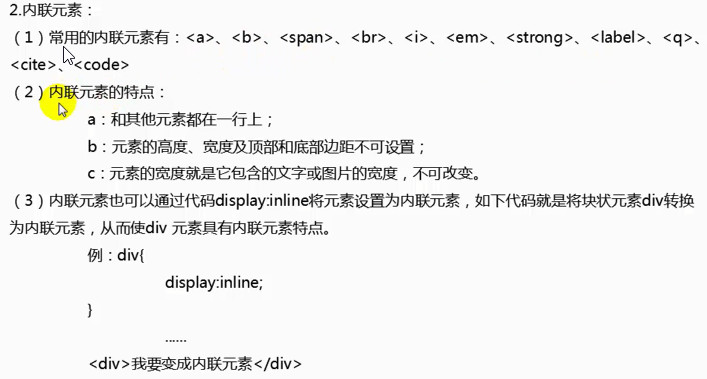 2.内联元素：
（1）常用的内联元素有：<a>、<b>、<span>、<br>、<i>、<em>、<strong>、<label>、<q>、
<cite>、<code>
（2）内联元素的特点：
a：和其他元素都在一行上；
b：元素的高度、宽度及顶部和底部边距不可设置；
c：元素的宽度就是它包含的文字或图片的宽度，不可改变。
（3）内联元素也可以通过代码display:inline将元素设置为内联元素，如下代码就是将块状元素div转换
为内联元素，从而使div 元素具有内联元素特点。
例：div{
display:inline;
}
......
<div>我要变成内联元素</div>